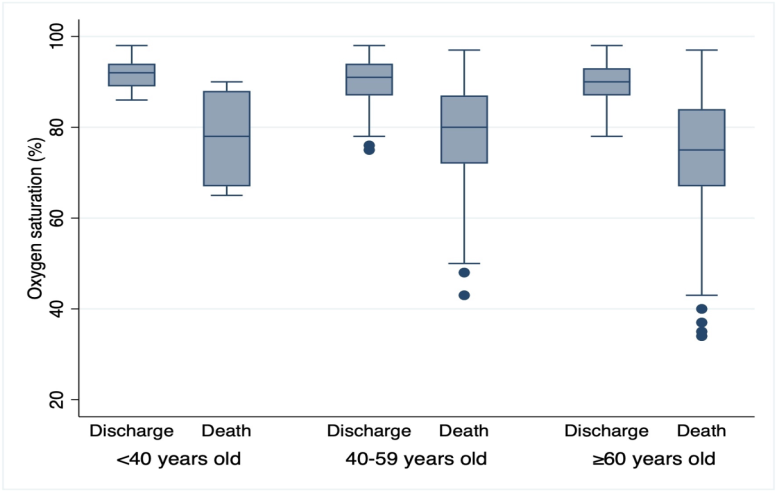 Oxygen saturation (%)
100
80
60
40
20
Discharge Death Discharge Death Discharge Death
<40 years old 40-59 years old ≥60 years old